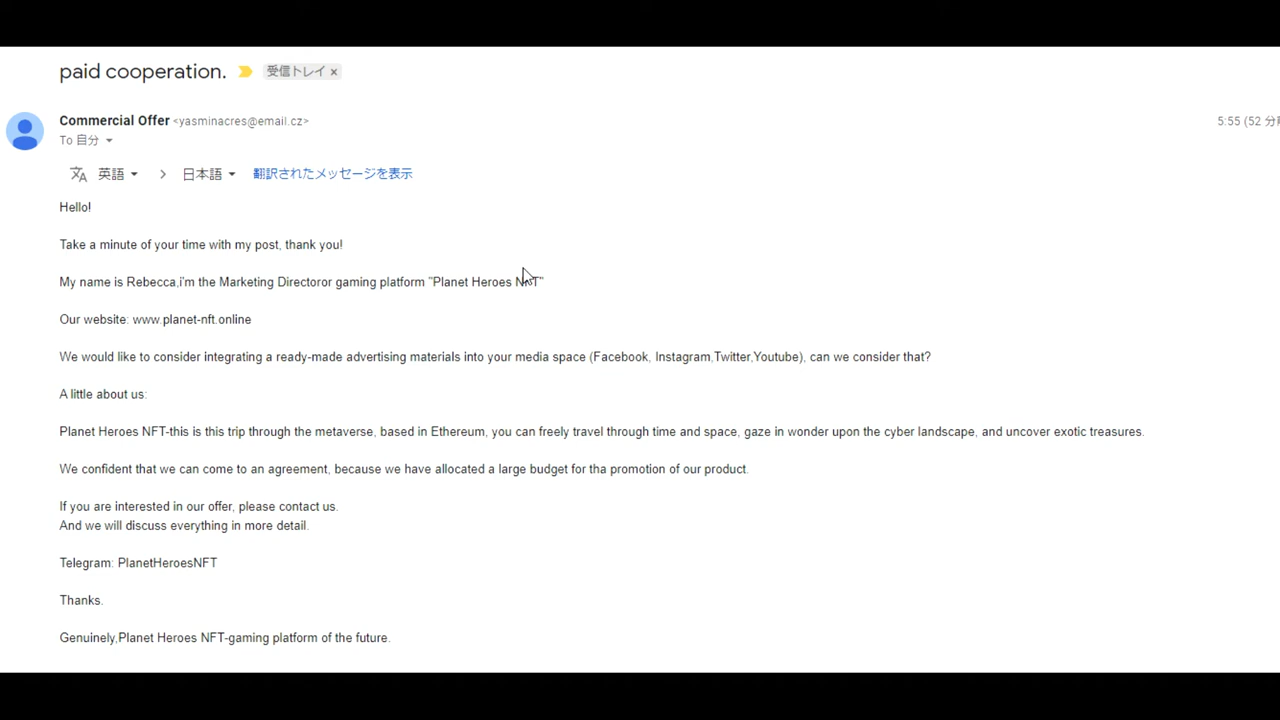 paid cooperation. 受信トレイ ×
Commercial Offer <yasminacres@email.cz> 5:55 (52 分
To 自分
英語 > 日本語 翻訳されたメッセージを表示
Hello!
Take a minute of your time with my post, thank you!
My name is Rebecca,i'm the Marketing Directoror gaming platform "Planet Heroes NFT"
Our website: www.planet-nft.online
We would like to consider integrating a ready-made advertising materials into your media space (Facebook, Instagram,Twitter,Youtube), can we consider that?
A little about us:
Planet Heroes NFT-this is this trip through the metaverse, based in Ethereum, you can freely travel through time and space, gaze in wonder upon the cyber landscape, and uncover exotic treasures.
We confident that we can come to an agreement, because we have allocated a large budget for tha promotion of our product.
If you are interested in our offer, please contact us.
And we will discuss everything in more detail.
Telegram: PlanetHeroesNFT
Thanks.
Genuinely,Planet Heroes NFT-gaming platform of the future.